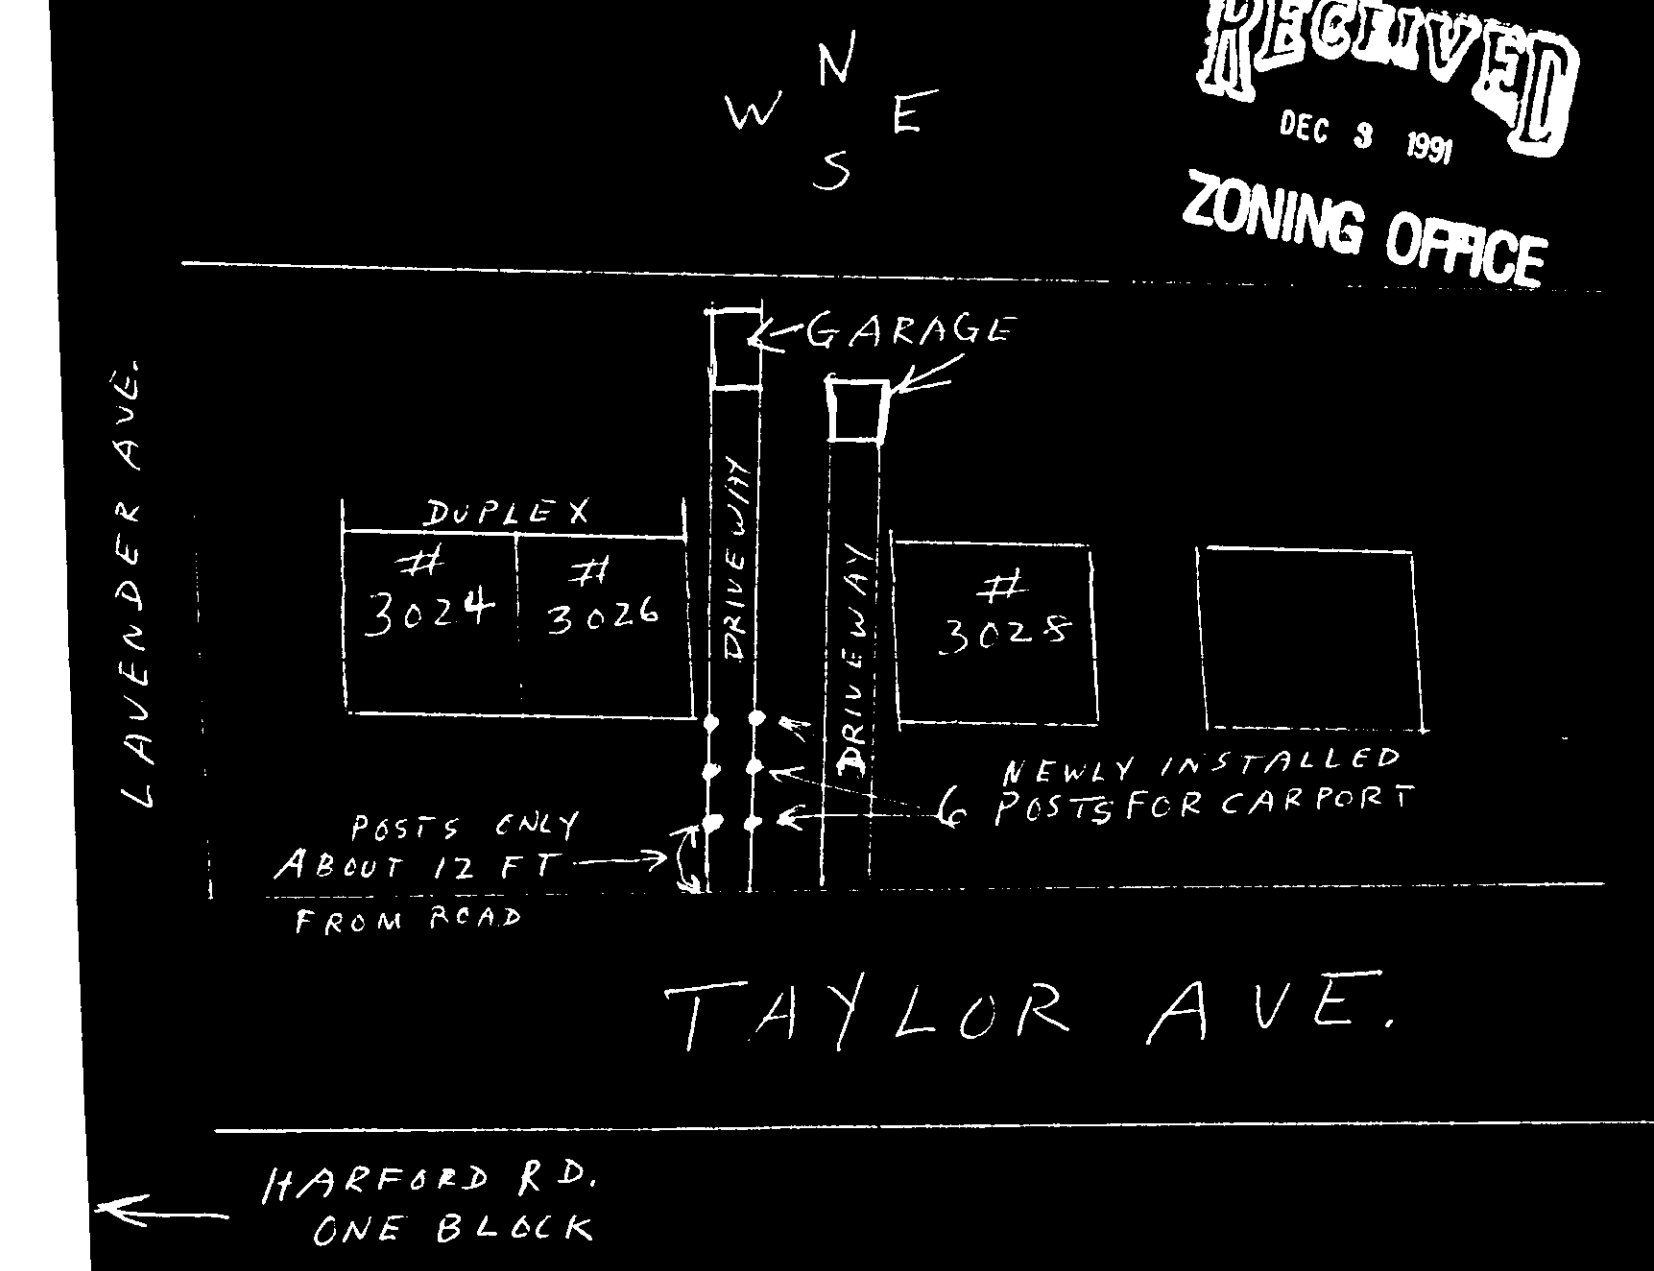 RECEIVED
DEC 3 1991
ZONING OFFICE
N
W E
S
GARAGE
LAVENDER AVE.
DUPLEX
# 3024
# 3026
DRIVEWAY
DRIVEWAY
# 3028
NEWLY INSTALLED
6 POSTS FOR CARPORT
POSTS ONLY
ABOUT 12 FT
FROM ROAD
TAYLOR AVE.
HARFORD RD.
ONE BLOCK